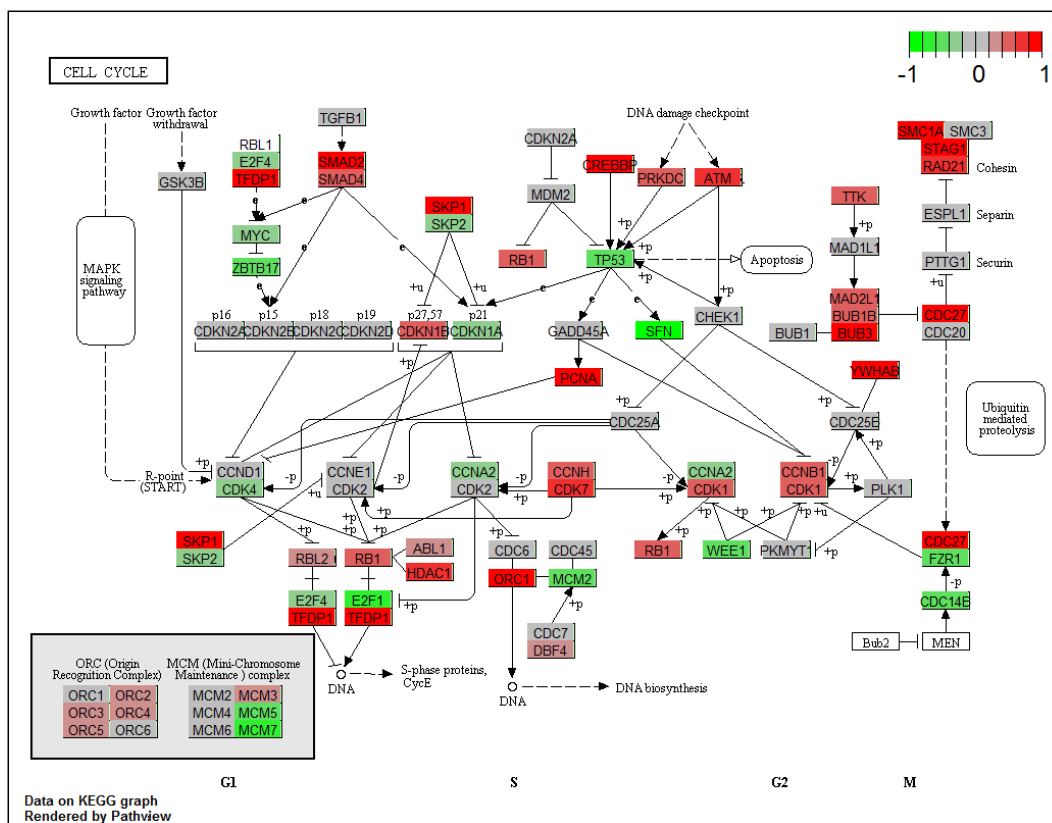 -1 0 1
CELL CYCLE
Growth factor
Growth factor
withdrawal
TGFB1
DNA damage checkpoint
RBL1
E2F4
TFDP1
SMAD2
SMAD4
CDKN2A
CREBBP
PRKDC
ATM
SMC1A
SMC3
STAG1
RAD21
Cohesin
GSK3B
MDM2
TTK
e
e
SKP1
SKP2
+p
+p
+p
ESPL1
Separin
MYC
RB1
MAD1L1
ZBTB17
e
e
TP53
+p
Apoptosis
PTTG1
Securin
MAPK
signaling
pathway
+u
+u
e
e
e
+p
MAD2L1
BUB1B
BUB3
+u
p16
p15
p18
p19
p27,57
p21
CDKN2A
CDKN2B
CDKN2C
CDKN2D
CDKN1B
CDKN1A
GADD45A
SFN
CHEK1
BUB1
CDC27
CDC20
+p
PCNA
YWHAB
+p
+p
CDC25A
CDC25B
Ubiquitin
mediated
proteolysis
R-point
(START)
+p
CCND1
CDK4
-p
CCNE1
CDK2
-p
+u
CCNA2
CDK2
-p
+p
CCNH
CDK7
-p
+p
CCNA2
CDK1
CCNB1
CDK1
-p
+p
+p
PLK1
+p
+p
+p
+p
+p
+p
+p
+p
+p
+u
SKP1
SKP2
RBL2
RB1
ABL1
HDAC1
CDC6
CDC45
RB1
WEE1
PKMYT1
+p
CDC27
FZR1
ORC1
MCM2
-p
E2F4
TFDP1
E2F1
TFDP1
+p
+p
CDC14B
CDC7
DBF4
Bub2
MEN
DNA
S-phase proteins,
CycE
DNA
DNA biosynthesis
ORC (Origin
Recognition Complex)
MCM (Mini-Chromosome
Maintenance ) complex
ORC1 ORC2 MCM2 MCM3
ORC3 ORC4 MCM4 MCM5
ORC5 ORC6 MCM6 MCM7
G1 S G2 M
Data on KEGG graph
Rendered by Pathview